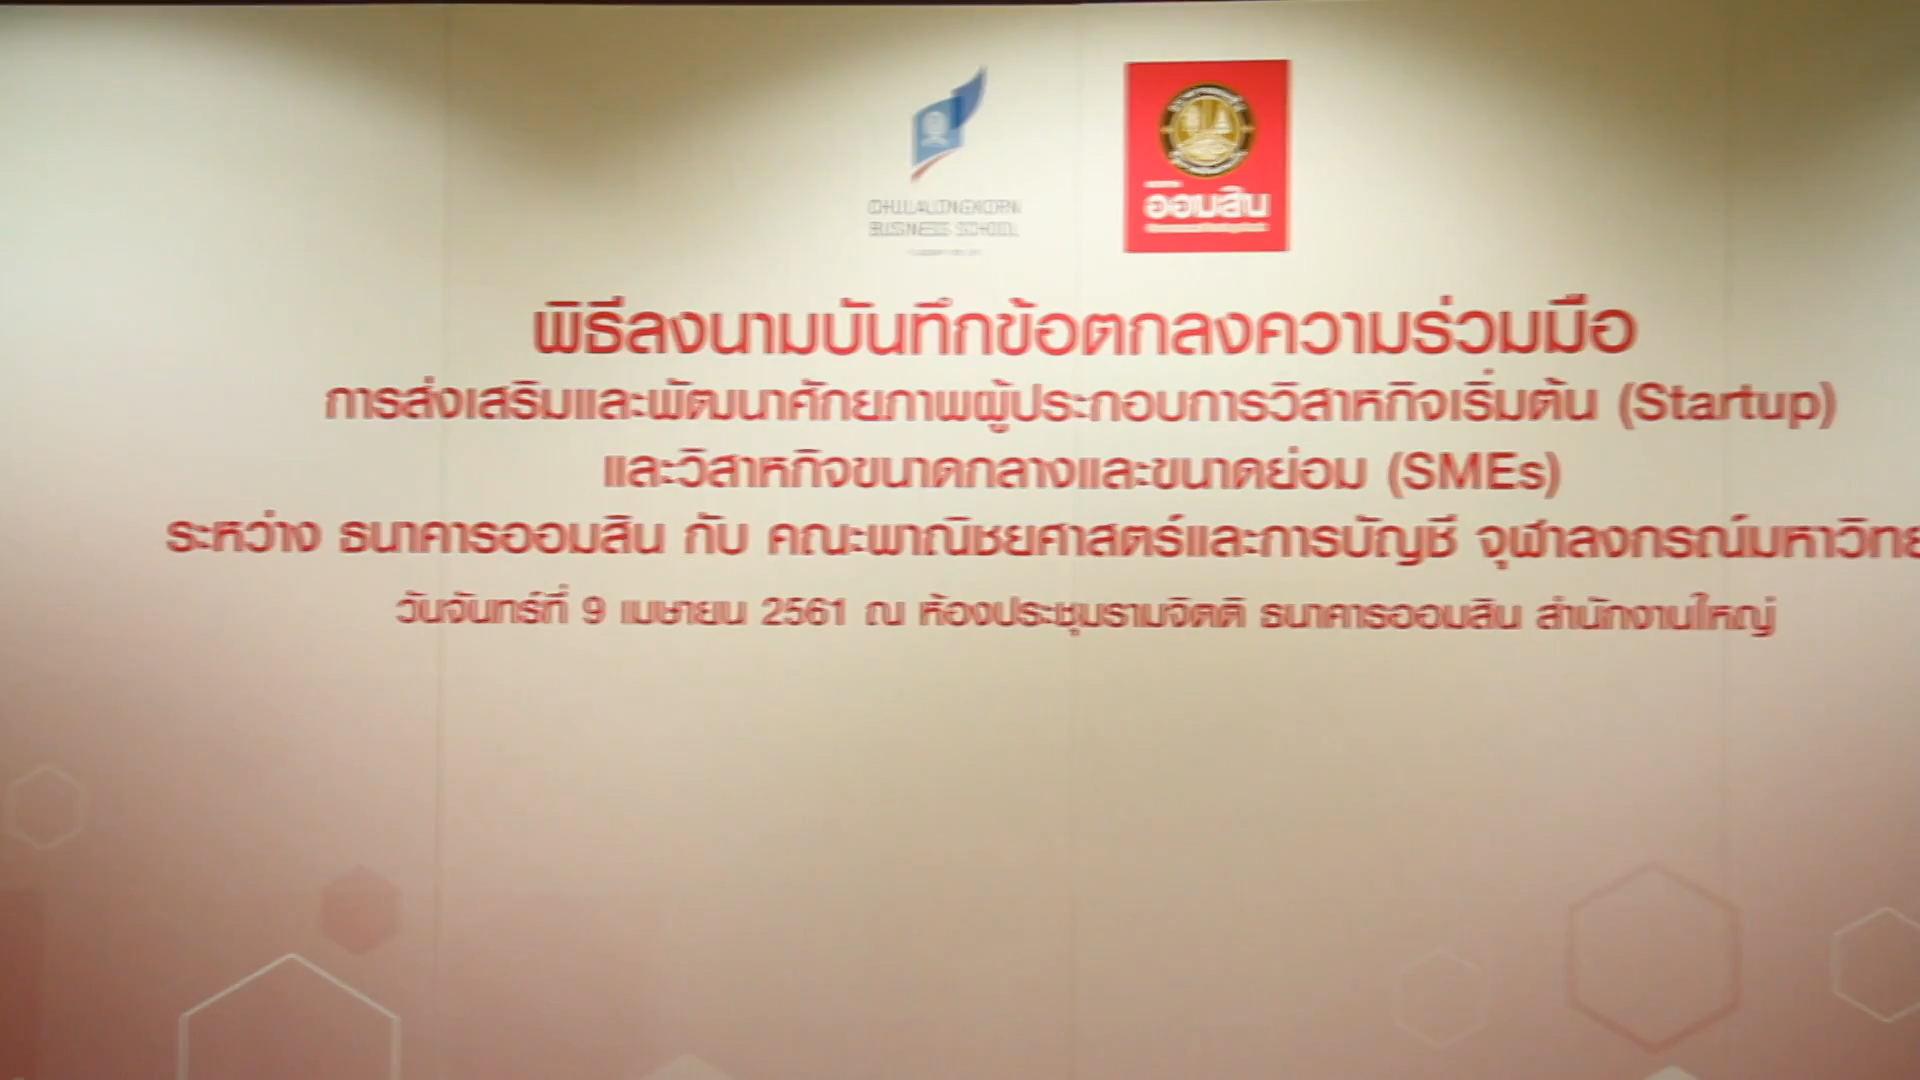 CHULALONGKORN
BUSINESS SCHOOL
ออมสิน
พิธีลงนามบันทึกข้อตกลงความร่วมมือ
การส่งเสริมและพัฒนาศักยภาพผู้ประกอบการวิสาหกิจเริ่มต้น (Startup)
และวิสาหกิจขนาดกลางและขนาดย่อม (SMEs)
ระหว่าง ธนาคารออมสิน กับ คณะพาณิชยศาสตร์และการบัญชี จุฬาลงกรณ์มหาวิทย
วันจันทร์ที่ 9 เมษายน 2561 ณ ห้องประชุมรามจิตติ ธนาคารออมสิน สำนักงานใหญ่